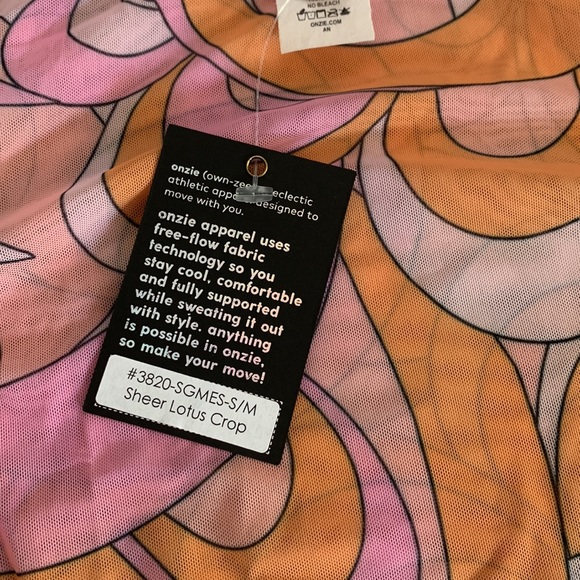 NO BLEACH
ONZIE.COM
AN
onzie (own-zee) eclectic
athletic apparel designed to
move with you.
onzie apparel uses
free-flow fabric
technology so you
stay cool, comfortable
and fully supported
while sweating it out
with style. anything
is possible in onzie,
so make your move!
#3820-SGMES-S/M
Sheer Lotus Crop